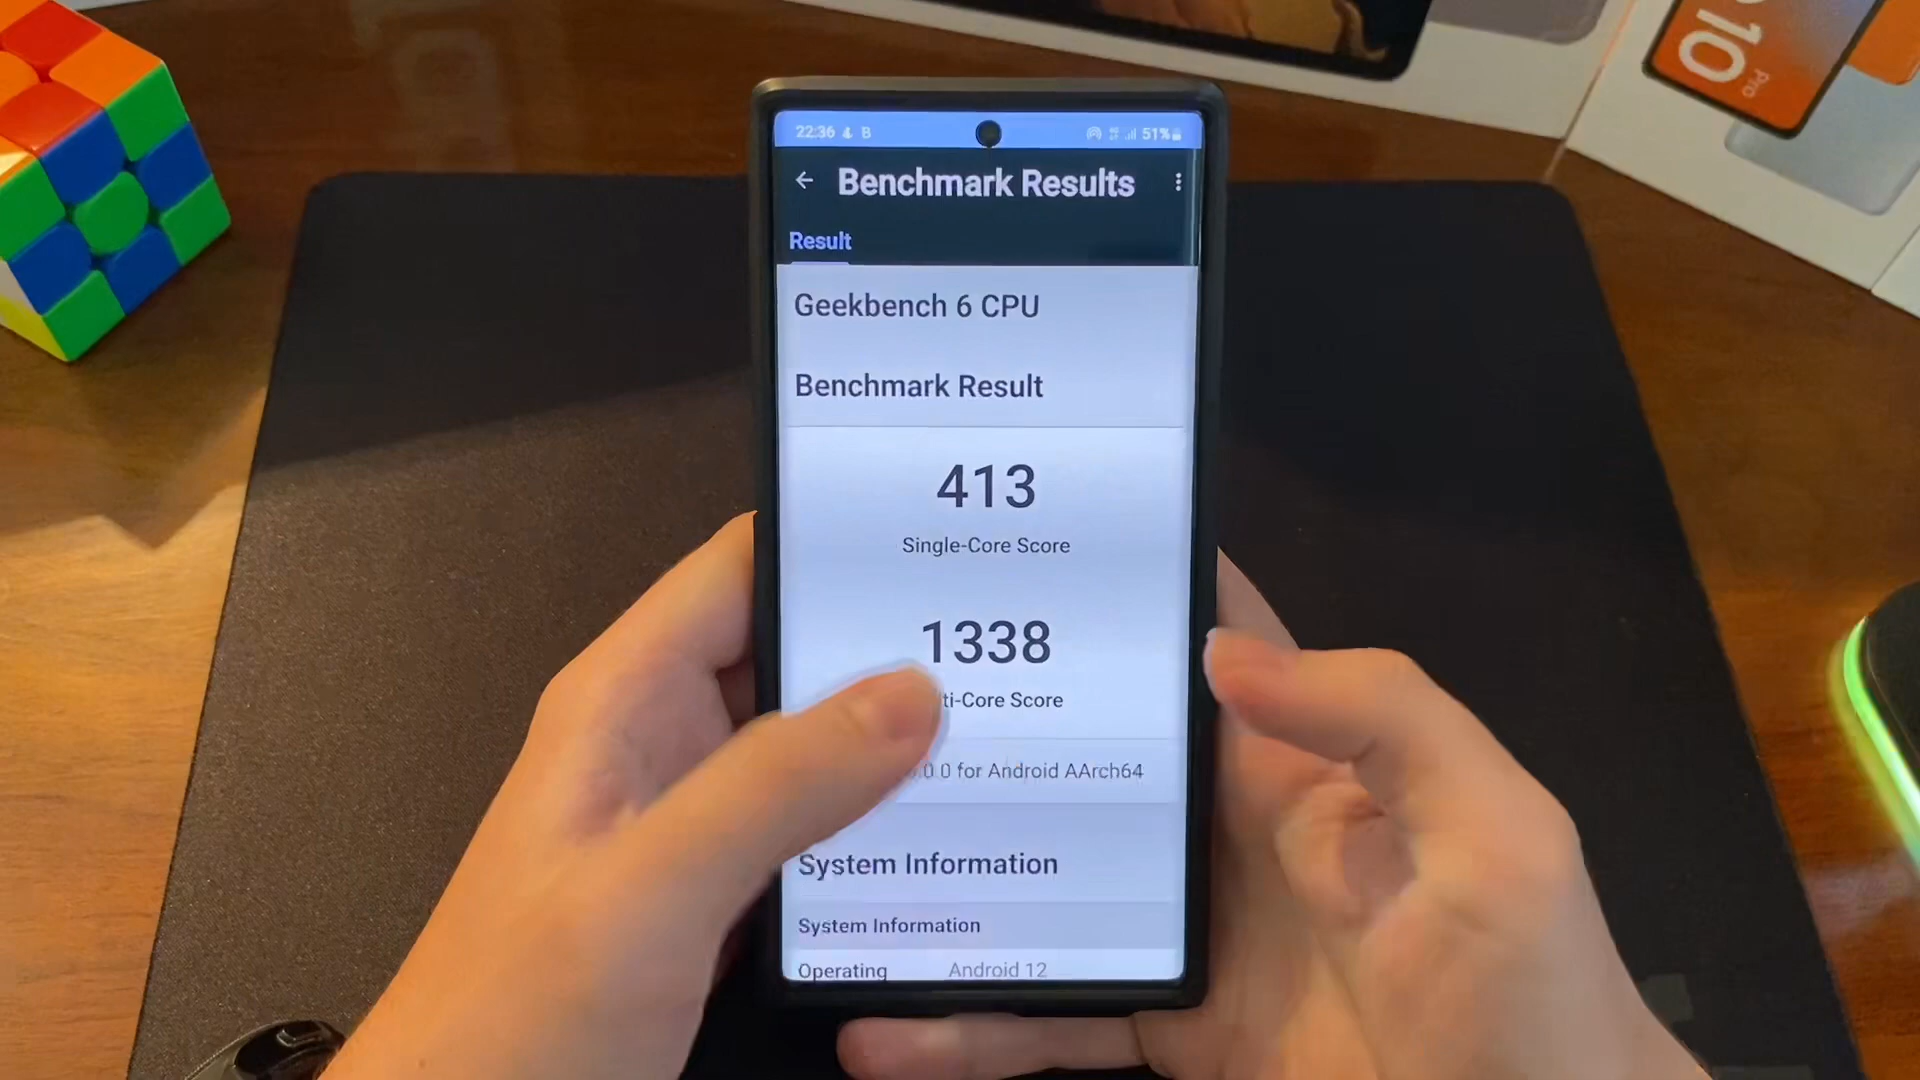 22:36 B 51%
Benchmark Results
Result
Geekbench 6 CPU
Benchmark Result
413
Single-Core Score
1338
ti-Core Score
.0.0 for Android AArch64
System Information
System Information
Operating Android 12
10
Pro